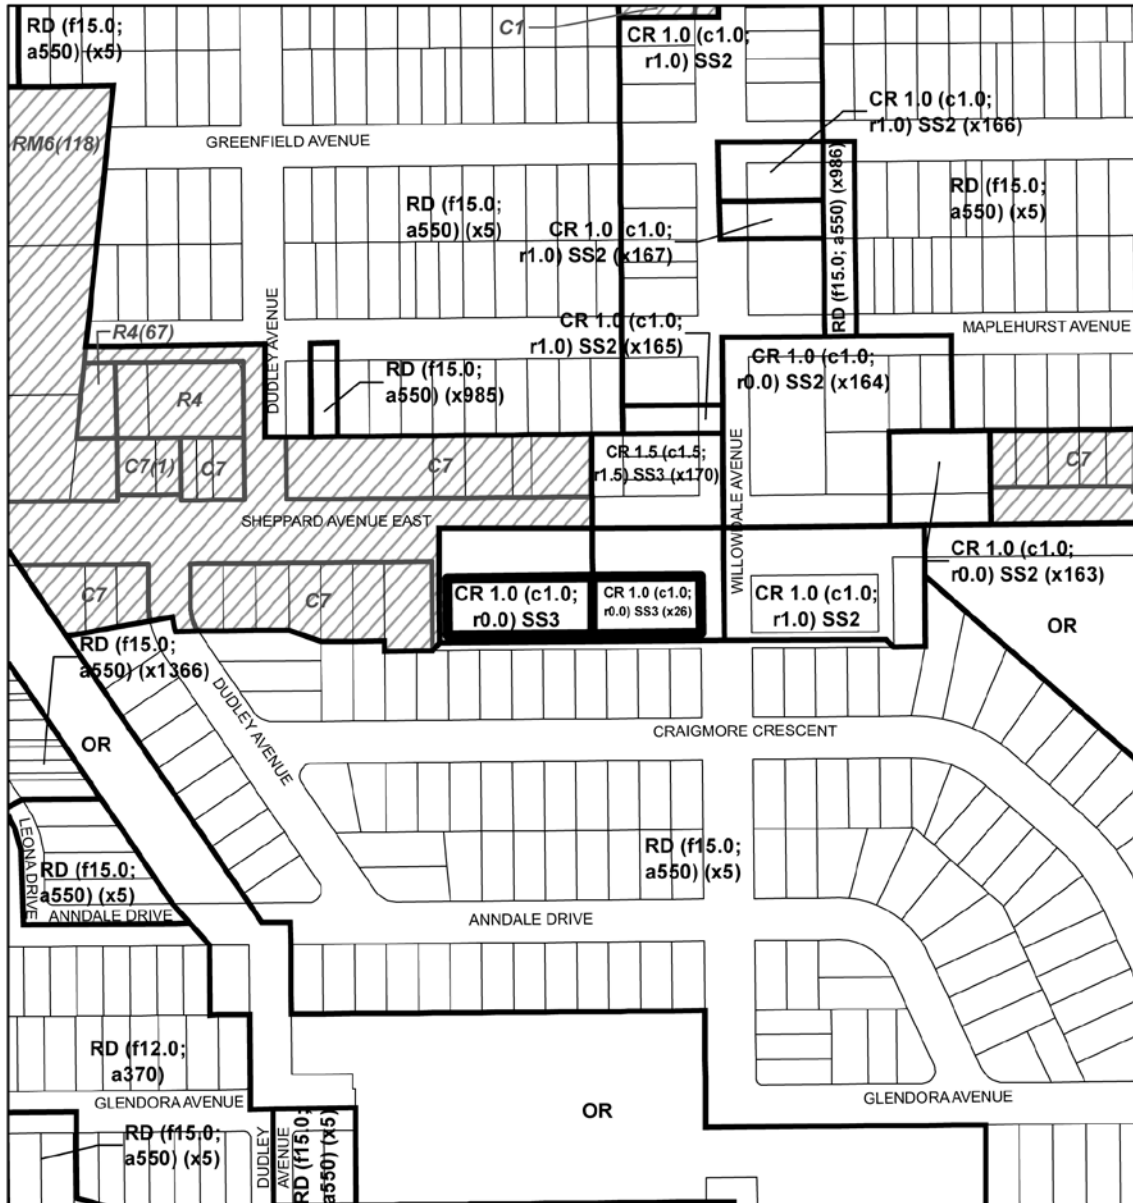 RD (f15.0;
a550) (x5)
C1
CR 1.0 (c1.0;
r1.0) SS2
CR 1.0 (c1.0;
r1.0) SS2 (x166)
RM6(118)
GREENFIELD AVENUE
RD (f15.0; a550) (x986)
RD (f15.0;
a550) (x5)
RD (f15.0;
a550) (x5)
CR 1.0 (c1.0;
r1.0) SS2 (x167)
DUDLEY AVENUE
R4(67)
CR 1.0 (c1.0;
r1.0) SS2 (x165)
MAPLEHURST AVENUE
CR 1.0 (c1.0;
r0.0) SS2 (x164)
RD (f15.0;
a550) (x985)
R4
WILLOWDALE AVENUE
C7(1)
C7
C7
CR 1.5 (c1.5;
r1.5) SS3 (x170)
C7
SHEPPARD AVENUE EAST
CR 1.0 (c1.0;
r0.0) SS2 (x163)
C7
C7
CR 1.0 (c1.0;
r0.0) SS3
CR 1.0 (c1.0;
r0.0) SS3 (x26)
CR 1.0 (c1.0;
r1.0) SS2
OR
RD (f15.0;
a550) (x1366)
DUDLEY AVENUE
CRAIGMORE CRESCENT
OR
LEONA DRIVE
RD (f15.0;
a550) (x5)
RD (f15.0;
a550) (x5)
ANNDALE DRIVE
ANNDALE DRIVE
RD (f12.0;
a370)
GLENDORA AVENUE
GLENDORA AVENUE
OR
RD (f15.0;
a550) (x5)
DUDLEY
AVENUE
RD (f15.0;
a550) (x5)